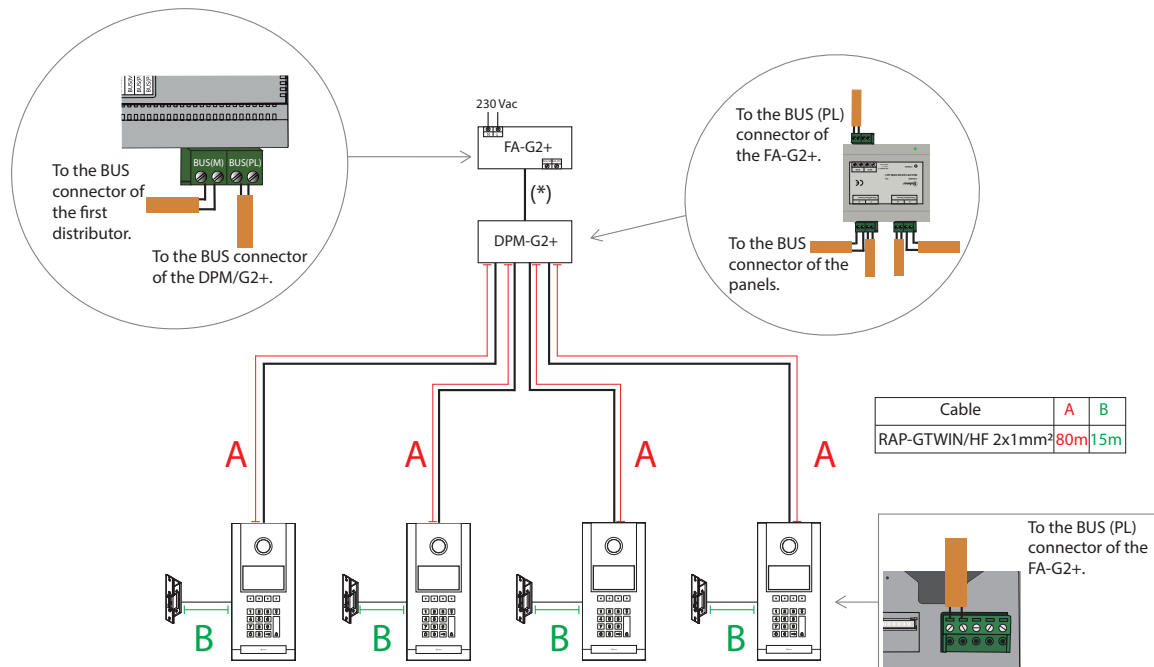 BUS(M)
BUS(PL)
BUS(M) BUS(PL)
To the BUS
connector of
the first
distributor.
To the BUS connector
of the DPM/G2+.
230 Vac
FA-G2+
(*)
DPM-G2+
To the BUS (PL)
connector of
the FA-G2+.
To the BUS
connector of the
panels.
A
A
A
A
Cable A B
RAP-GTWIN/HF 2x1mm² 80m 15m
B
B
B
B
To the BUS (PL)
connector of the
FA-G2+.